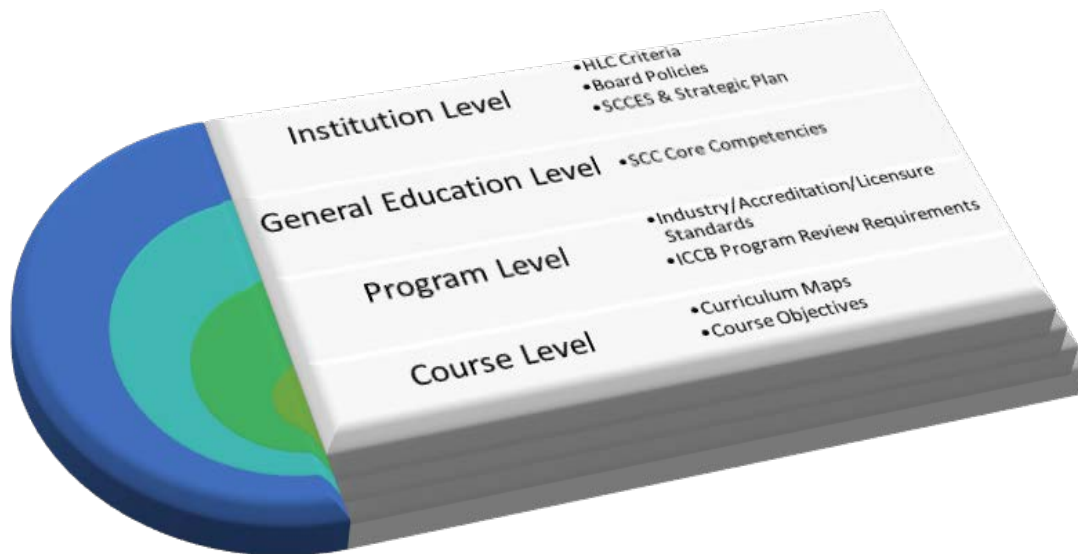 Institution Level
•HLC Criteria
•Board Policies
•SCCES & Strategic Plan
General Education Level
•SCC Core Competencies
Program Level
•Industry/Accreditation/Licensure
Standards
•ICCB Program Review Requirements
Course Level
•Curriculum Maps
•Course Objectives